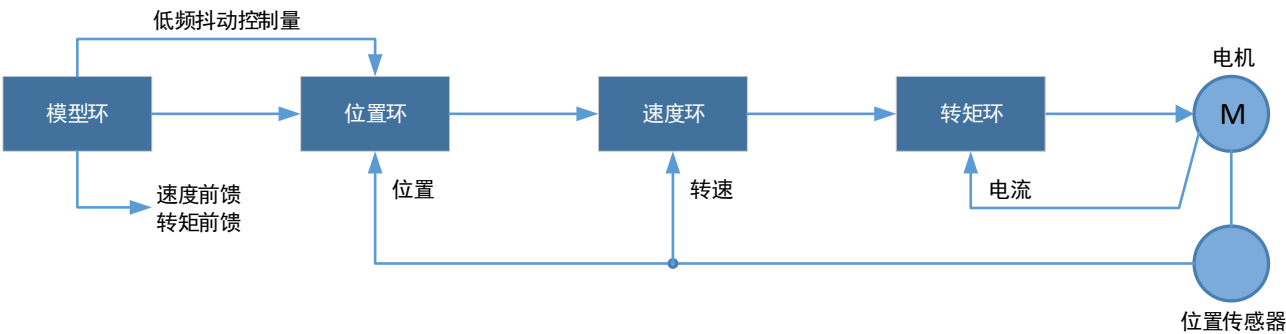 低频抖动控制量
电机
模型环
位置环
速度环
转矩环
M
速度前馈
转矩前馈
位置
转速
电流
位置传感器